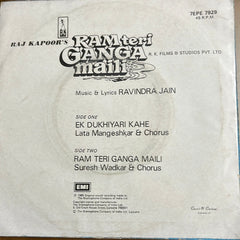 7EPE 7829
45 R.P.M.
RAJ KAPOOR'S
RAM teri
GANGA
maili
R. K. FILMS & STUDIOS PVT. LTD.
Music & Lyrics RAVINDRA JAIN
SIDE ONE
EK DUKHIYARI KAHE
Lata Mangeshkar & Chorus
SIDE TWO
RAM TERI GANGA MAILI
Suresh Wadkar & Chorus
EMI